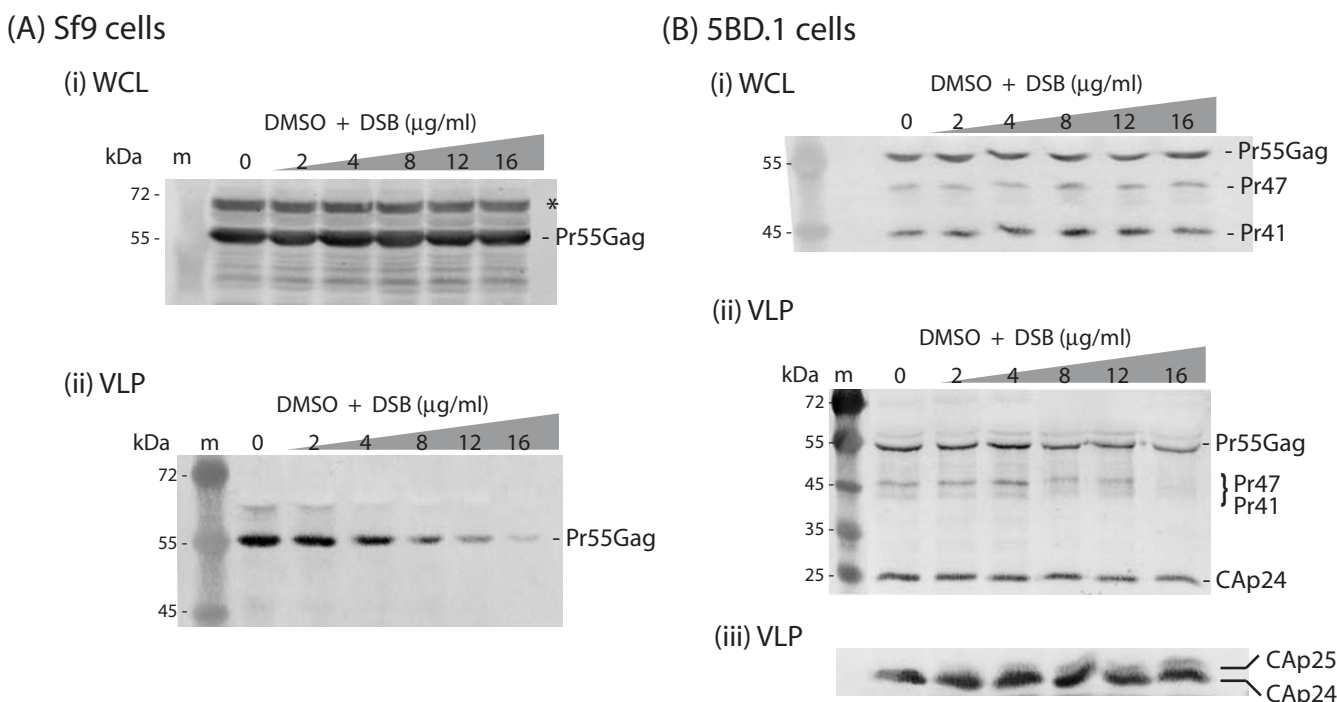 (A) Sf9 cells
(i) WCL
DMSO + DSB (μg/ml)
kDa m 0 2 4 8 12 16
72 -
*
55 -
- Pr55Gag
(ii) VLP
DMSO + DSB (μg/ml)
kDa m 0 2 4 8 12 16
72 -
55 -
- Pr55Gag
45 -
(B) 5BD.1 cells
(i) WCL
DMSO + DSB (μg/ml)
0 2 4 8 12 16
55 -
- Pr55Gag
- Pr47
45 -
- Pr41
(ii) VLP
DMSO + DSB (μg/ml)
kDa m 0 2 4 8 12 16
72 -
55 -
- Pr55Gag
45 -
} Pr47
Pr41
35 -
25 -
- CAp24
(iii) VLP
CAp25
CAp24